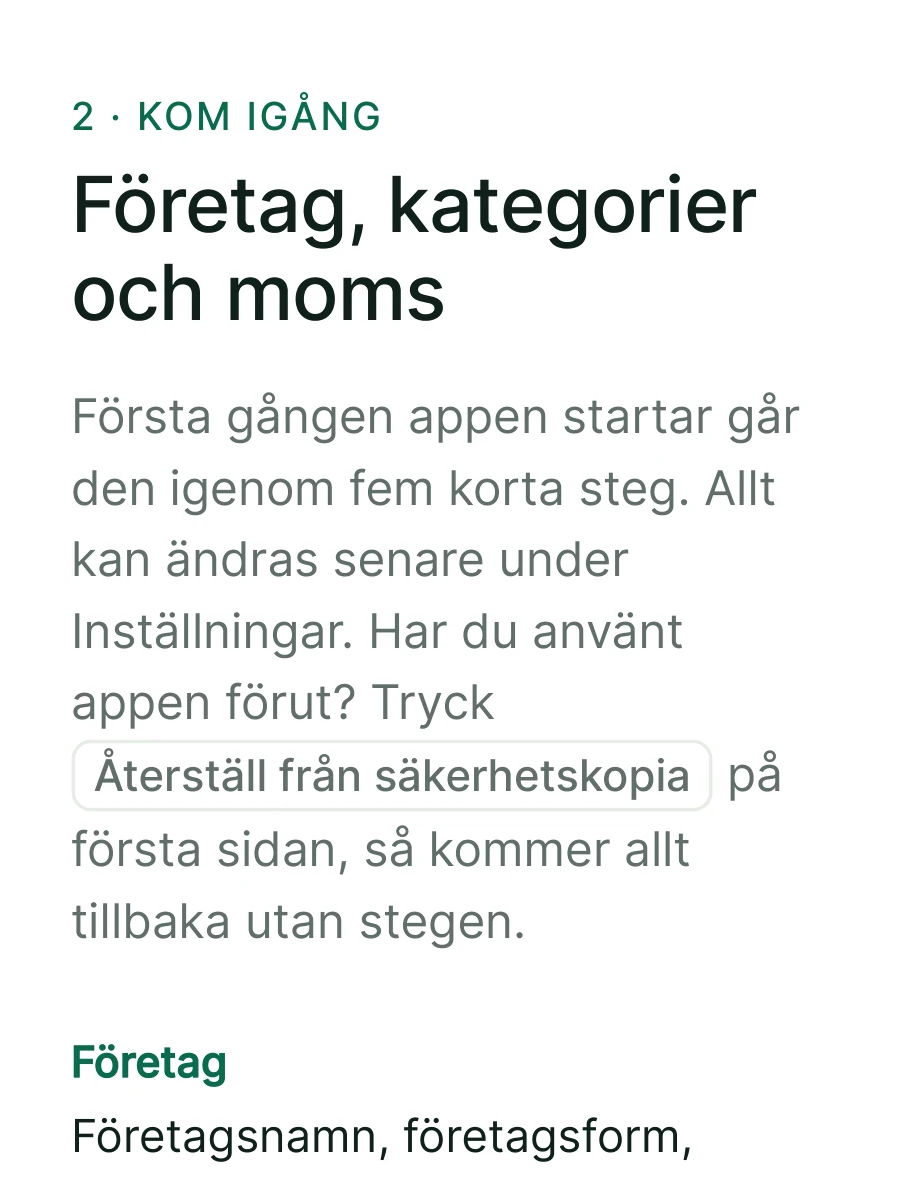 2 · KOM IGÅNG
Företag, kategorier
och moms
Första gången appen startar går
den igenom fem korta steg. Allt
kan ändras senare under
Inställningar. Har du använt
appen förut? Tryck
Återställ från säkerhetskopia på
första sidan, så kommer allt
tillbaka utan stegen.
Företag
Företagsnamn, företagsform,